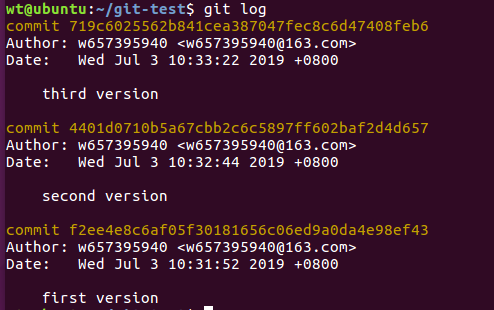 wt@ubuntu:~/git-test$ git log
commit 719c6025562b841cea387047fec8c6d47408feb6
Author: w657395940 <w657395940@163.com>
Date:   Wed Jul 3 10:33:22 2019 +0800
    third version
commit 4401d0710b5a67cbb2c6c5897ff602baf2d4d657
Author: w657395940 <w657395940@163.com>
Date:   Wed Jul 3 10:32:44 2019 +0800
    second version
commit f2ee4e8c6af05f30181656c06ed9a0da4e98ef43
Author: w657395940 <w657395940@163.com>
Date:   Wed Jul 3 10:31:52 2019 +0800
    first version